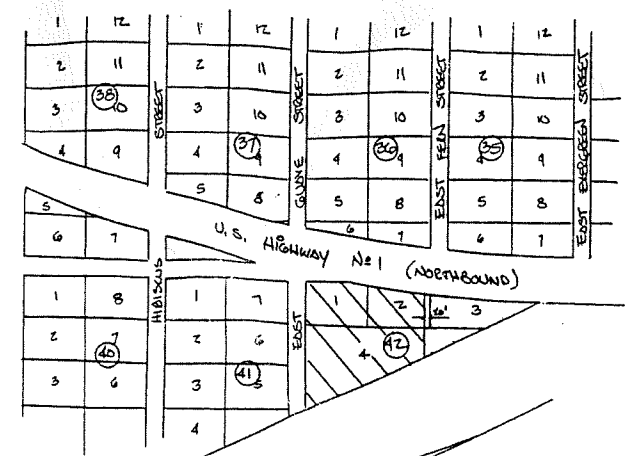 1 12 1 12 1 12 1 12
2 11 2 11 2 11 2 11
38
3 10 3 10 3 10 3 10
37 36 35
4 9 4 9 4 9 4 9
5 8 5 8 5 8
5
6 7 6 7 6 7
STREET
STREET
EAST FERN STREET
EAST EVERGREEN STREET
U.S. HIGHWAY No 1 (NORTHBOUND)
HIBISCUS
EAST
1 8 1 7 1 2 3
2 7 2 6 4
40 41 42
3 6 3 5
4